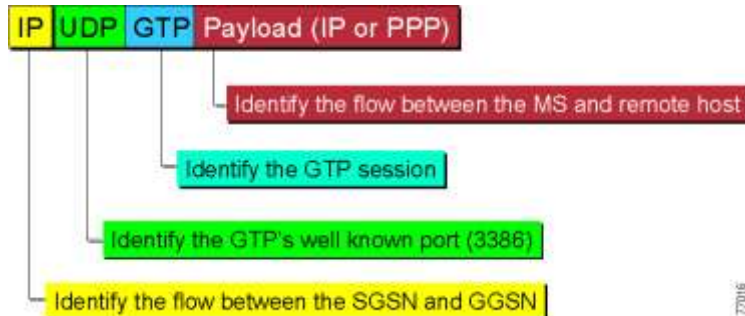 IP UDP GTP Payload (IP or PPP)
Identify the flow between the MS and remote host
Identify the GTP session
Identify the GTP's well known port (3386)
Identify the flow between the SGSN and GGSN
77016